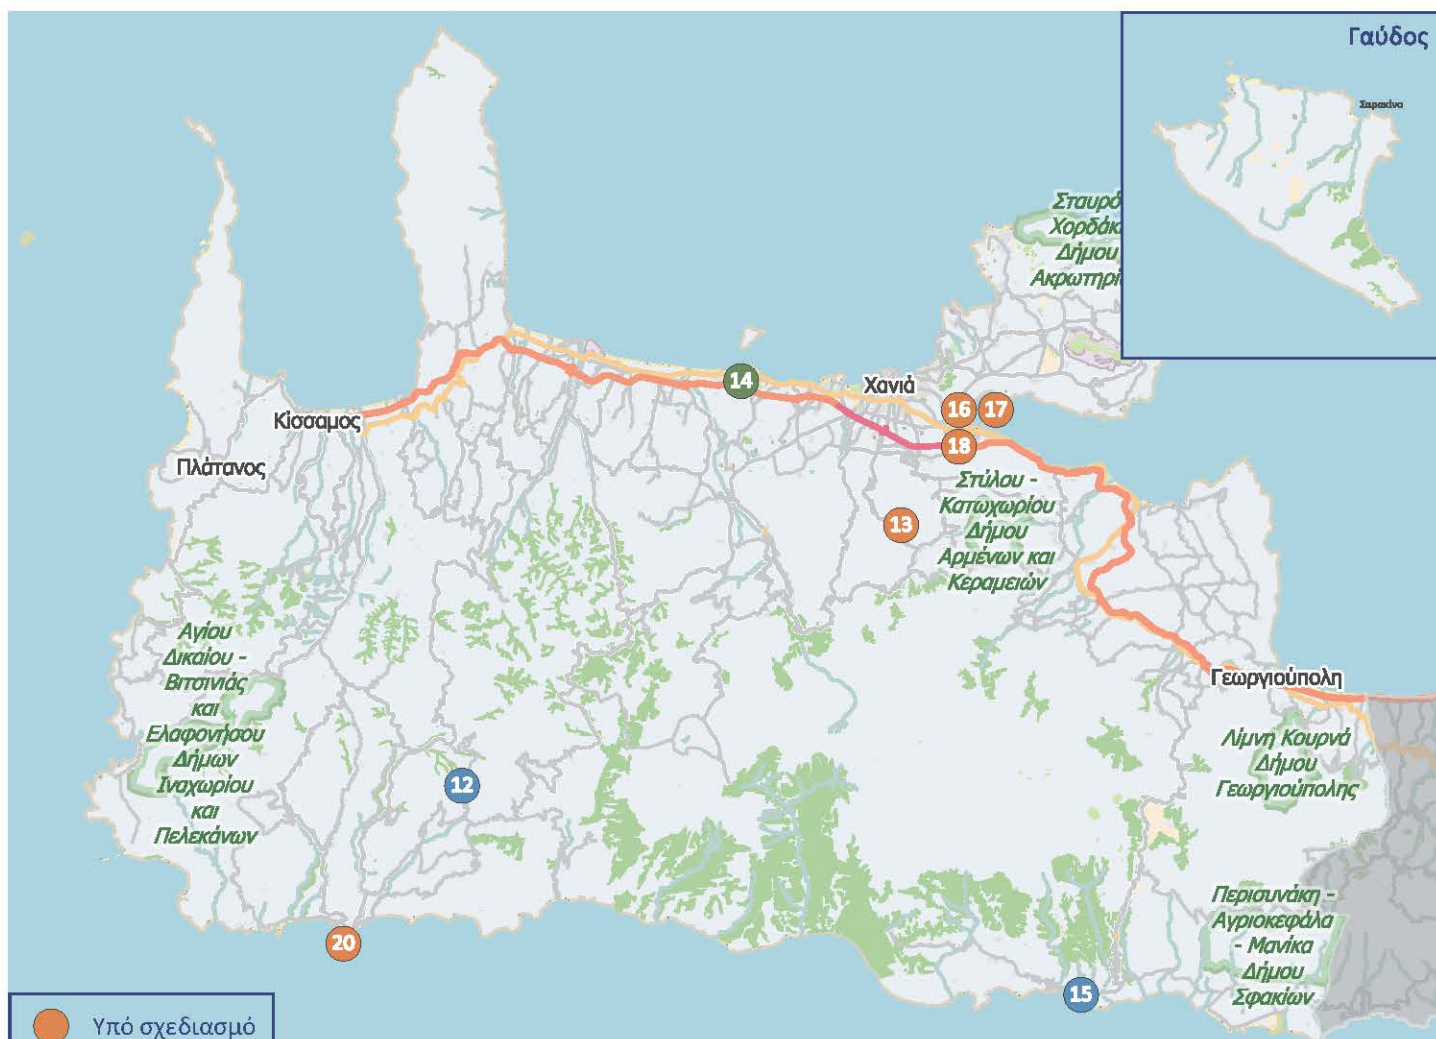 Γαύδος
Σαρακίνα
Σταυρό
Χορδάκ
Δήμου
Ακρωτηρί
14
Χανιά
16
17
Κίσσαμος
18
Πλάτανος
Στύλου -
Κατωχωρίου
Δήμου
Αρμένων και
Κεραμειών
13
Αγίου
Δικαίου -
Βιτσινιάς
και
Ελαφονήσου
Δήμων
Ιναχωρίου
και
Πελεκάνων
Γεωργιούπολη
Λίμνη Κουρνά
Δήμου
Γεωργιούπολης
12
Περισυνάκη -
Αγριοκεφάλα
- Μανίκα
Δήμου
Σφακίων
20
15
Υπό σχεδιασμό